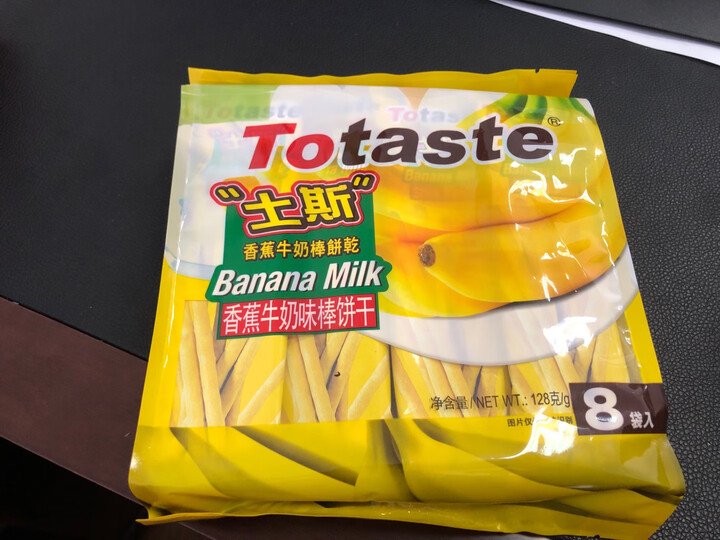 Totaste®
“士斯”
香蕉牛奶棒餅乾
Banana Milk
香蕉牛奶味棒饼干
净含量/NET WT.: 128克/g
8袋入